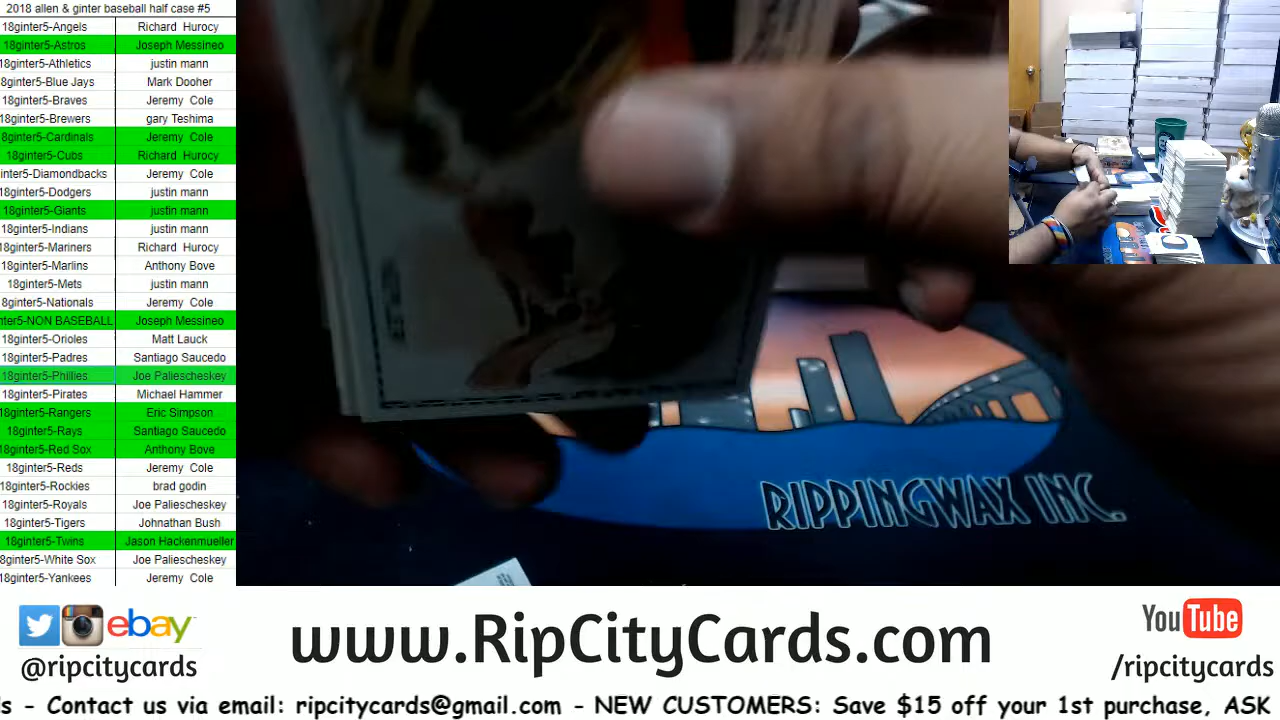 2018 allen & ginter baseball half case #5
18ginter5-Angels Richard Hurocy
18ginter5-Astros Joseph Messineo
18ginter5-Athletics justin mann
8ginter5-Blue Jays Mark Dooher
18ginter5-Braves Jeremy Cole
18ginter5-Brewers gary Teshima
8ginter5-Cardinals Jeremy Cole
18ginter5-Cubs Richard Hurocy
inter5-Diamondbacks Jeremy Cole
18ginter5-Dodgers justin mann
18ginter5-Giants justin mann
18ginter5-Indians justin mann
18ginter5-Mariners Richard Hurocy
18ginter5-Marlins Anthony Bove
18ginter5-Mets justin mann
8ginter5-Nationals Jeremy Cole
nter5-NON BASEBALL Joseph Messineo
18ginter5-Orioles Matt Lauck
18ginter5-Padres Santiago Saucedo
18ginter5-Phillies Joe Paliescheskey
18ginter5-Pirates Michael Hammer
18ginter5-Rangers Eric Simpson
18ginter5-Rays Santiago Saucedo
18ginter5-Red Sox Anthony Bove
18ginter5-Reds Jeremy Cole
18ginter5-Rockies brad godin
18ginter5-Royals Joe Paliescheskey
18ginter5-Tigers Johnathan Bush
18ginter5-Twins Jason Hackenmueller
8ginter5-White Sox Joe Paliescheskey
18ginter5-Yankees Jeremy Cole
RIPPINGWAX INC.
ebay
@ripcitycards
www.RipCityCards.com
YouTube
/ripcitycards
ls - Contact us via email: ripcitycards@gmail.com - NEW CUSTOMERS: Save $15 off your 1st purchase, ASK